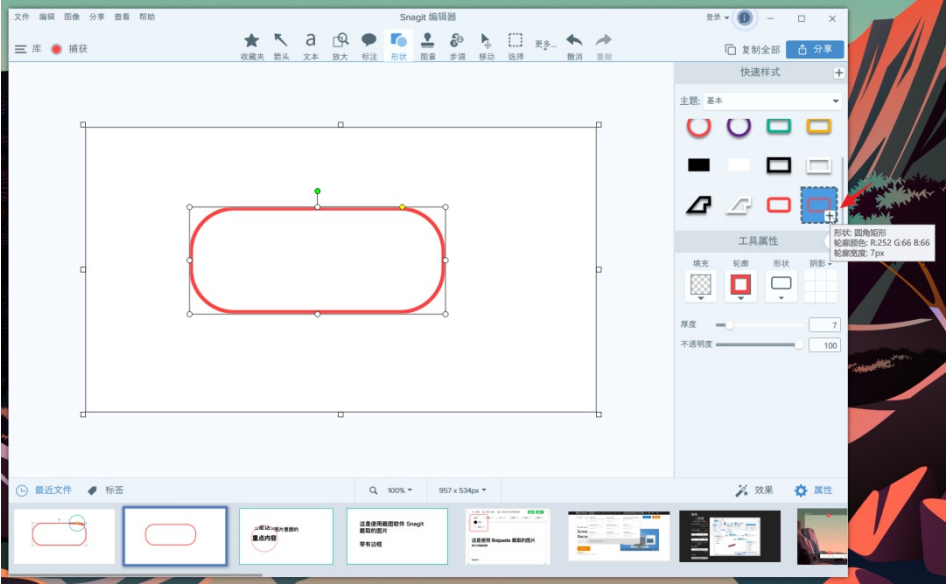 文件 编辑 图像 分享 查看 帮助
Snagit 编辑器
登录
库 捕获
收藏夹 箭头 文本 放大 标注 形状 图章 步骤 移动 选择 更多... 撤消 重做
复制全部 分享
快速样式
主题: 基本
形状: 圆角矩形
轮廓颜色: R:252 G:66 B:66
轮廓宽度: 7px
工具属性
填充 轮廓 形状 阴影
厚度 7
不透明度 100
最近文件 标签 100% 957 x 534px 效果 属性
重点内容
这是使用截图软件 Snagit
截取的图片
带有边框
这是使用 Snipaste 截取的图片